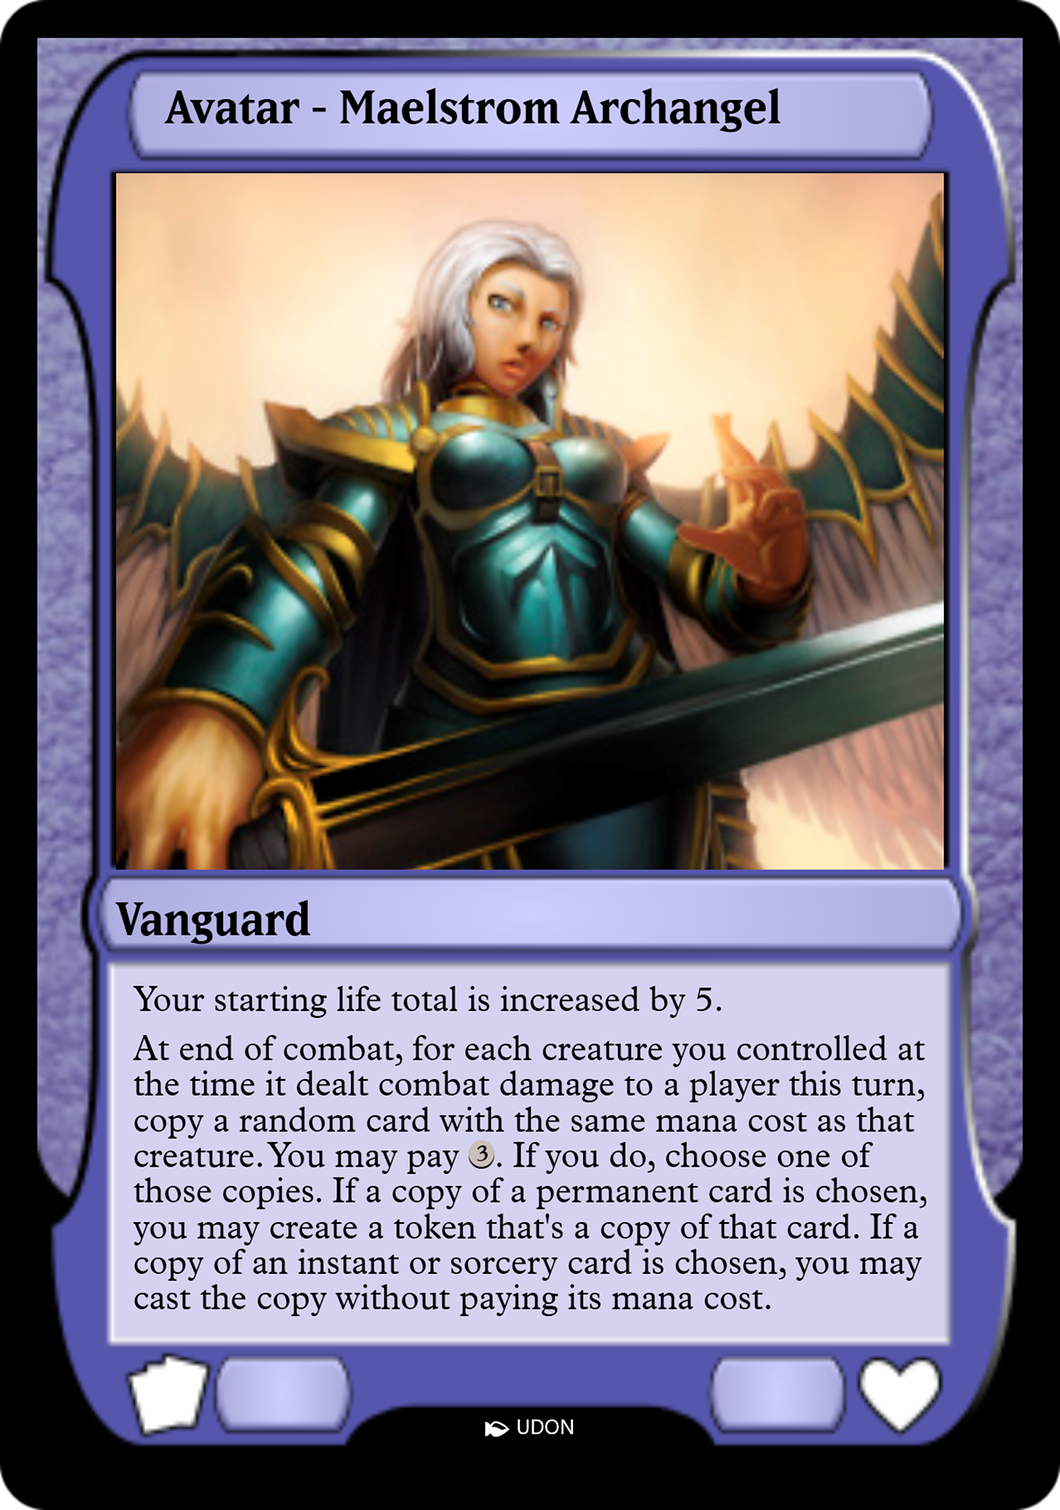 Avatar - Maelstrom Archangel
Vanguard
Your starting life total is increased by 5.
At end of combat, for each creature you controlled at
the time it dealt combat damage to a player this turn,
copy a random card with the same mana cost as that
creature. You may pay 3. If you do, choose one of
those copies. If a copy of a permanent card is chosen,
you may create a token that's a copy of that card. If a
copy of an instant or sorcery card is chosen, you may
cast the copy without paying its mana cost.
UDON